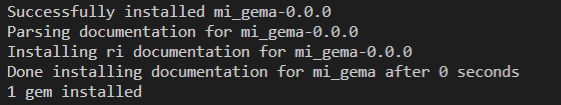 Successfully installed mi_gema-0.0.0
Parsing documentation for mi_gema-0.0.0
Installing ri documentation for mi_gema-0.0.0
Done installing documentation for mi_gema after 0 seconds
1 gem installed